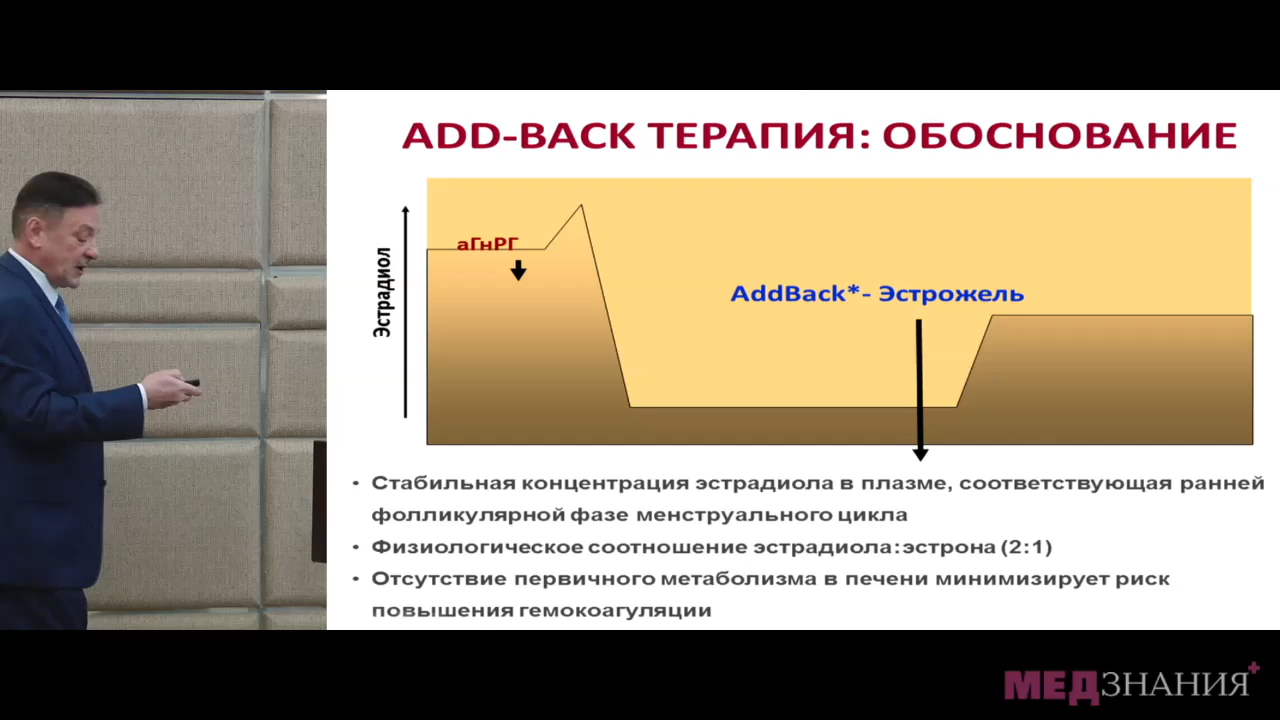 ADD-BACK ТЕРАПИЯ: ОБОСНОВАНИЕ
Эстрадиол
аГнРГ
AddBack*- Эстрожель
• Стабильная концентрация эстрадиола в плазме, соответствующая ранней
фолликулярной фазе менструального цикла
• Физиологическое соотношение эстрадиола:эстрона (2:1)
• Отсутствие первичного метаболизма в печени минимизирует риск
повышения гемокоагуляции
МЕДЗНАНИЯ+